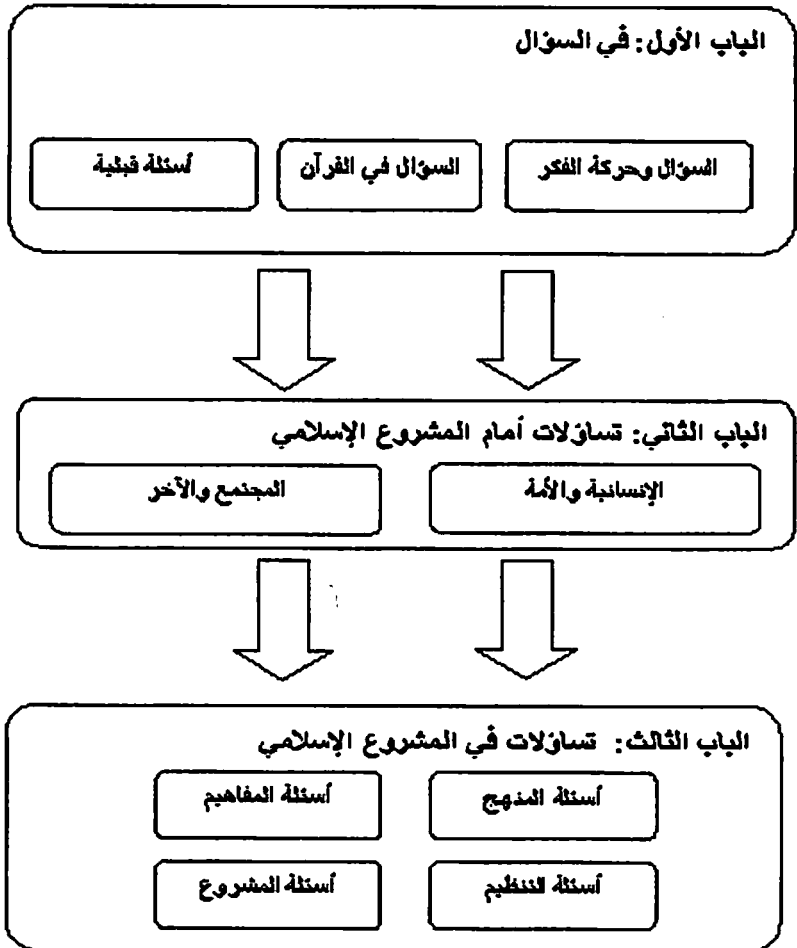 الباب الأول: في السؤال
السؤال وحركة الفكر
السؤال في القرآن
أسئلة قبلية
الباب الثاني: تساؤلات أمام المشروع الإسلامي
الإنسانية والأمة
المجتمع والآخر
الباب الثالث: تساؤلات في المشروع الإسلامي
أسئلة المنهج
أسئلة المفاهيم
أسئلة التنظيم
أسئلة المشروع